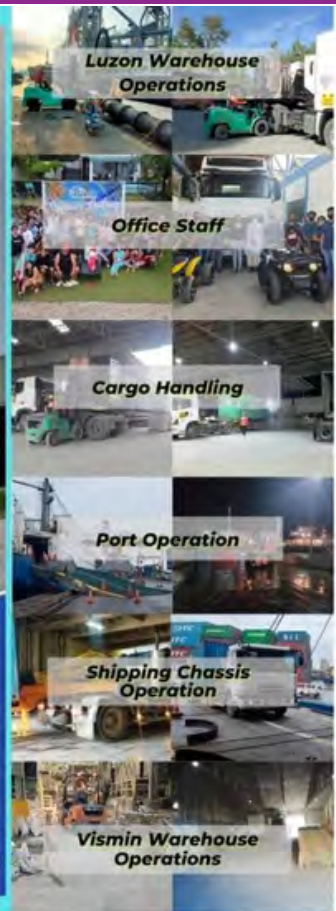 Luzon Warehouse
Operations
Office Staff
Cargo Handling
Port Operation
Shipping Chassis
Operation
Vismin Warehouse
Operations